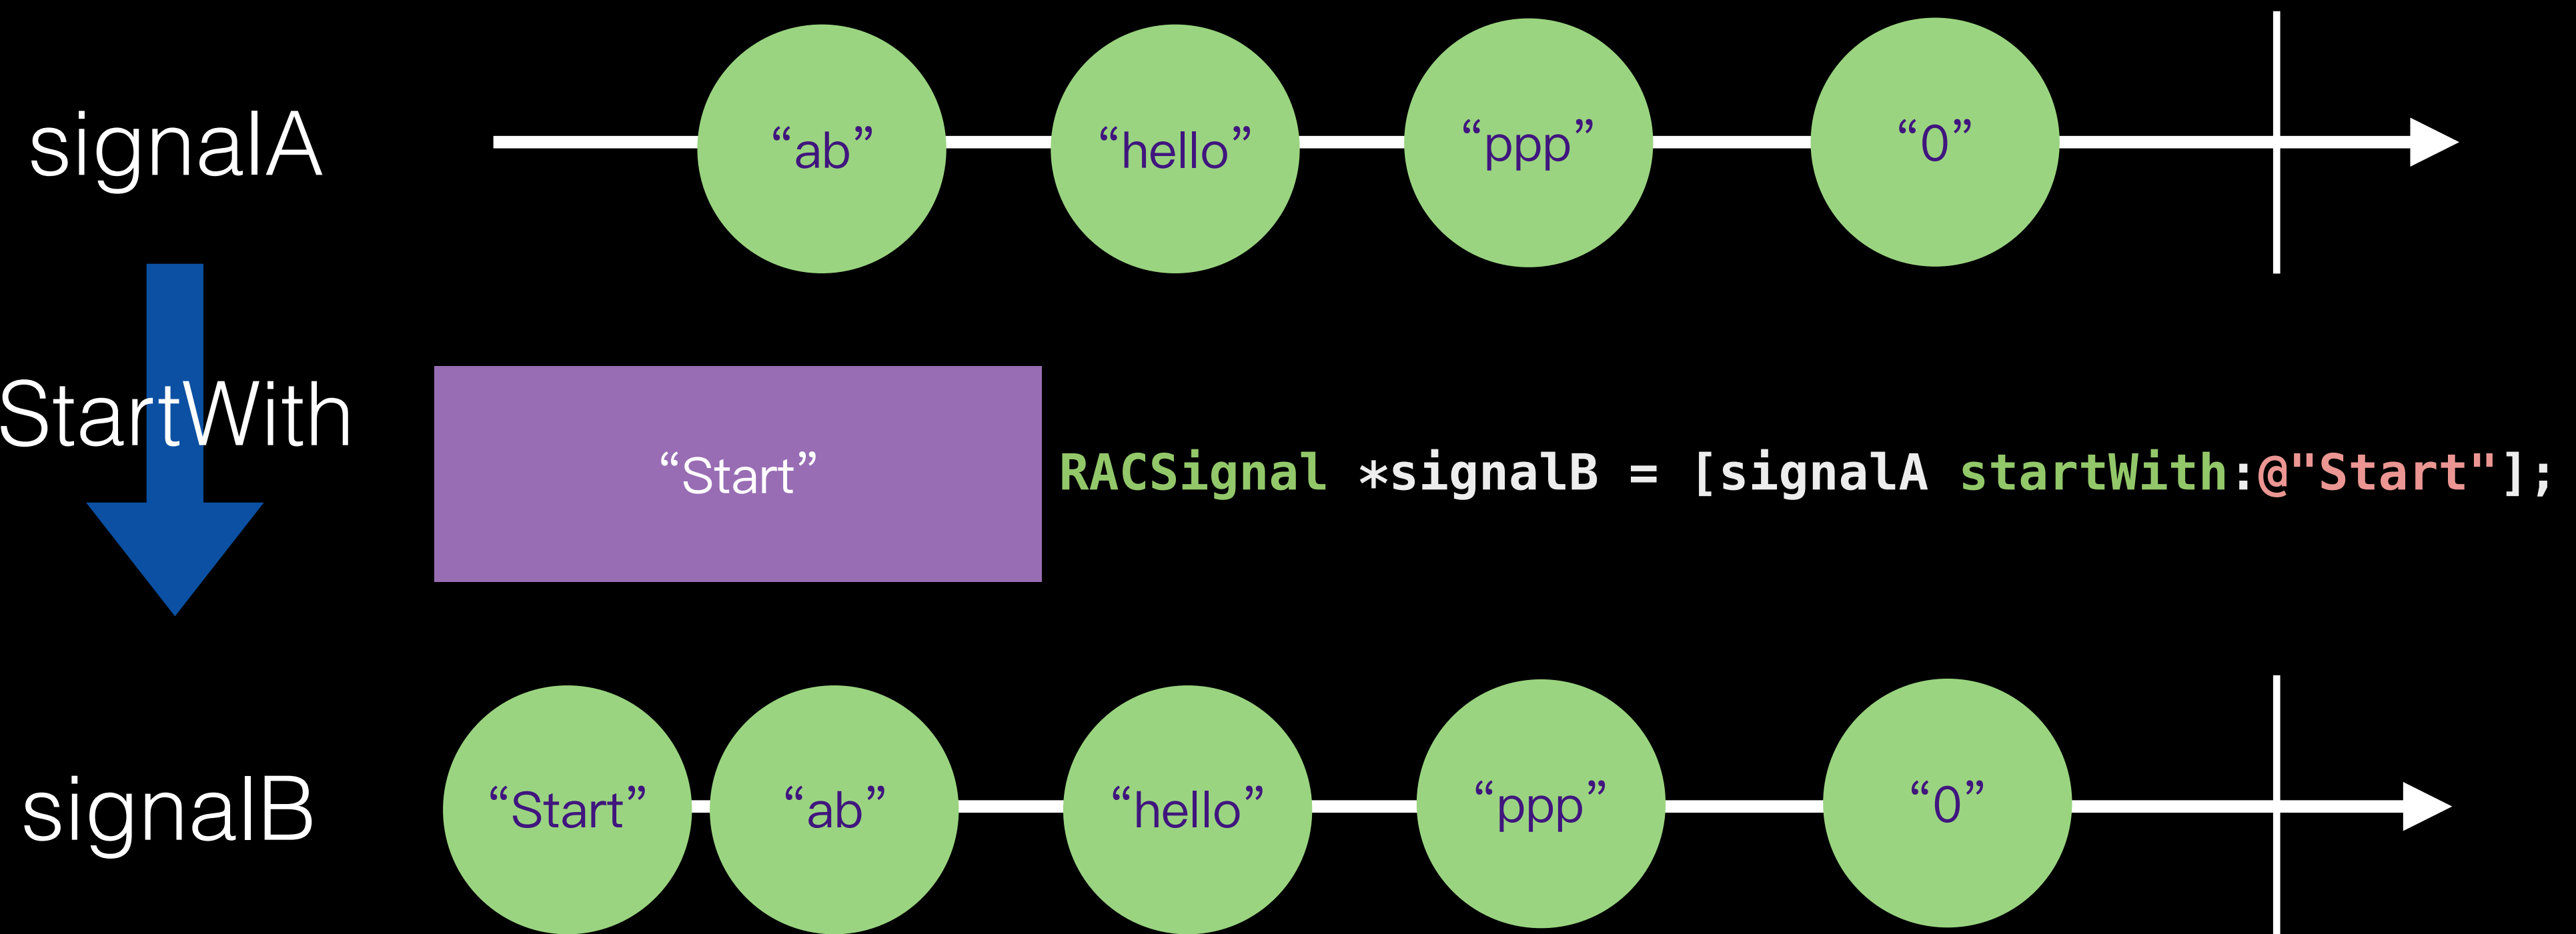 signalA
“ab”
“hello”
“ppp”
“0”
StartWith
“Start”
RACSignal *signalB = [signalA startWith:@"Start"];
signalB
“Start”
“ab”
“hello”
“ppp”
“0”